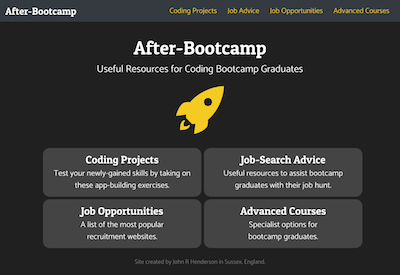 After-Bootcamp
Coding Projects Job Advice Job Opportunities Advanced Courses
After-Bootcamp
Useful Resources for Coding Bootcamp Graduates
Coding Projects
Test your newly-gained skills by taking on
these app-building exercises.
Job-Search Advice
Useful resources to assist bootcamp
graduates with their job hunt.
Job Opportunities
A list of the most popular
recruitment websites.
Advanced Courses
Specialist options for
bootcamp graduates.
Site created by John R Henderson in Sussex, England.